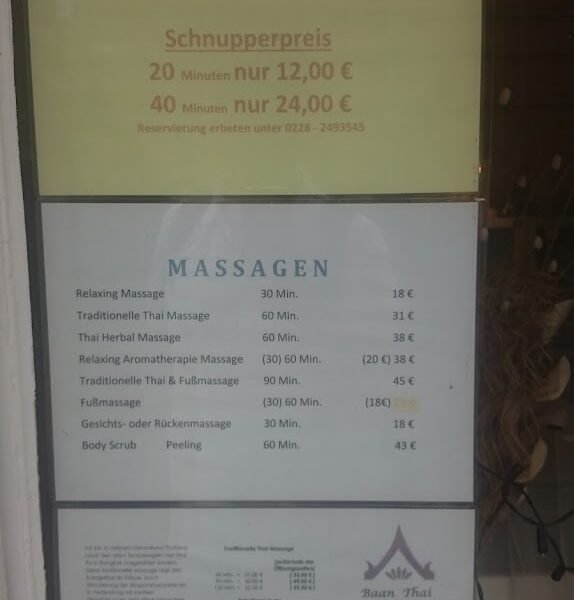 Schnupperpreis
20 Minuten nur 12,00 €
40 Minuten nur 24,00 €
Reservierung erbeten unter 0228 - 2493545
MASSAGEN
Relaxing Massage 30 Min. 18 €
Traditionelle Thai Massage 60 Min. 31 €
Thai Herbal Massage 60 Min. 38 €
Relaxing Aromatherapie Massage (30) 60 Min. (20 €) 38 €
Traditionelle Thai & Fußmassage 90 Min. 45 €
Fußmassage (30) 60 Min. (18€)
Gesichts- oder Rückenmassage 30 Min. 18 €
Body Scrub Peeling 60 Min. 43 €
Traditionelle Thai Massage
Baan Thai